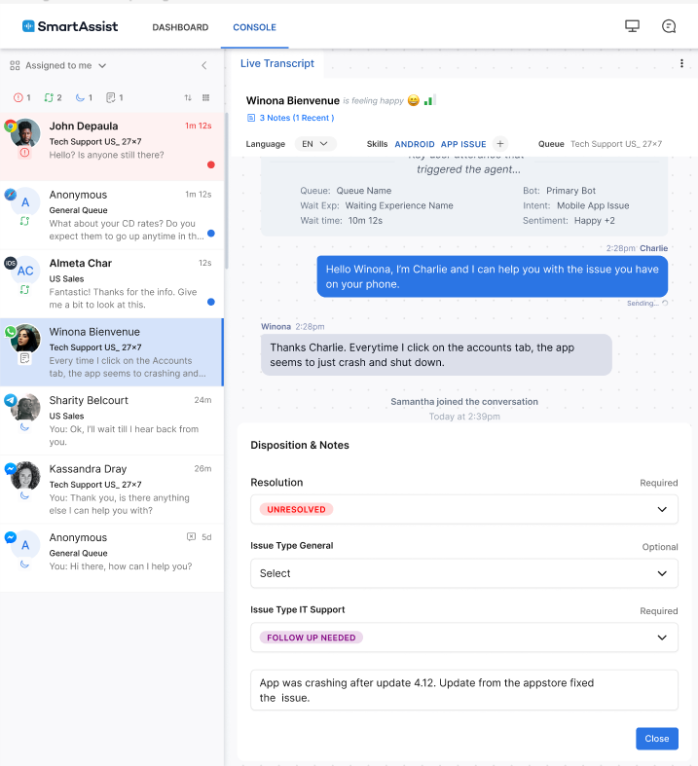 SmartAssist
DASHBOARD
CONSOLE
Assigned to me
1
2
1
1
John Depaula
1m 12s
Tech Support US_ 27x7
Hello? Is anyone still there?
A
Anonymous
1m 12s
General Queue
What about your CD rates? Do you
expect them to go up anytime in th...
iOS
AC
Almeta Char
12s
US Sales
Fantastic! Thanks for the info. Give
me a bit to look at this.
Winona Bienvenue
Tech Support US_ 27x7
Every time I click on the Accounts
tab, the app seems to crashing and...
Sharity Belcourt
24m
US Sales
You: Ok, I'll wait till I hear back from
you.
Kassandra Dray
26m
Tech Support US_ 27x7
You: Thank you, is there anything
else I can help you with?
A
Anonymous
5d
General Queue
You: Hi there, how can I help you?
Live Transcript
Winona Bienvenue is feeling happy
3 Notes (1 Recent )
Language EN Skills ANDROID APP ISSUE + Queue Tech Support US_ 27x7
triggered the agent...
Queue: Queue Name
Bot: Primary Bot
Wait Exp: Waiting Experience Name
Intent: Mobile App Issue
Wait time: 10m 12s
Sentiment: Happy +2
2:28pm Charlie
Hello Winona, I'm Charlie and I can help you with the issue you have
on your phone.
Sending...
Winona 2:28pm
Thanks Charlie. Everytime I click on the accounts tab, the app
seems to just crash and shut down.
Samantha joined the conversation
Today at 2:39pm
Disposition & Notes
Resolution
Required
UNRESOLVED
Issue Type General
Optional
Select
Issue Type IT Support
Required
FOLLOW UP NEEDED
App was crashing after update 4.12. Update from the appstore fixed
the  issue.
Close